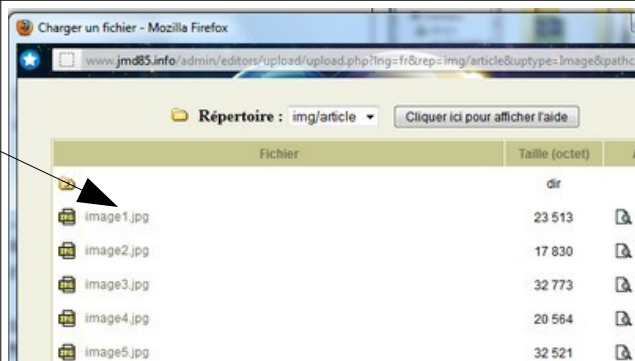 Charger un fichier - Mozilla Firefox
www.jmd85.info/admin/editors/upload/upload.php?lng=fr&rep=img/article&uptype=Image&pathc
Répertoire : img/article Cliquer ici pour afficher l'aide
Fichier Taille (octet)
dir
image1.jpg 23 513
image2.jpg 17 830
image3.jpg 32 773
image4.jpg 20 564
image5.jpg 32 521